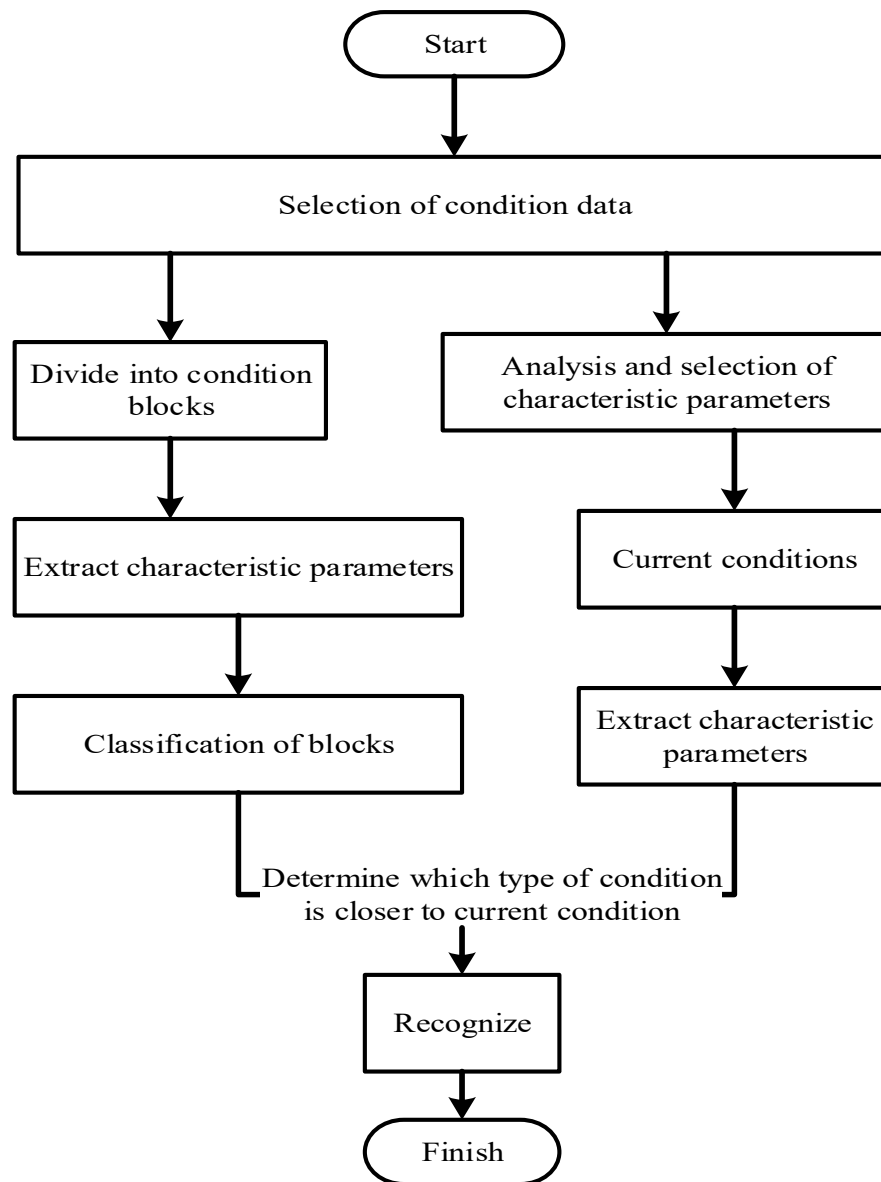 Start
Selection of condition data
Divide into condition
blocks
Analysis and selection of
characteristic parameters
Extract characteristic parameters
Current conditions
Classification of blocks
Extract characteristic
parameters
Determine which type of condition
is closer to current condition
Recognize
Finish